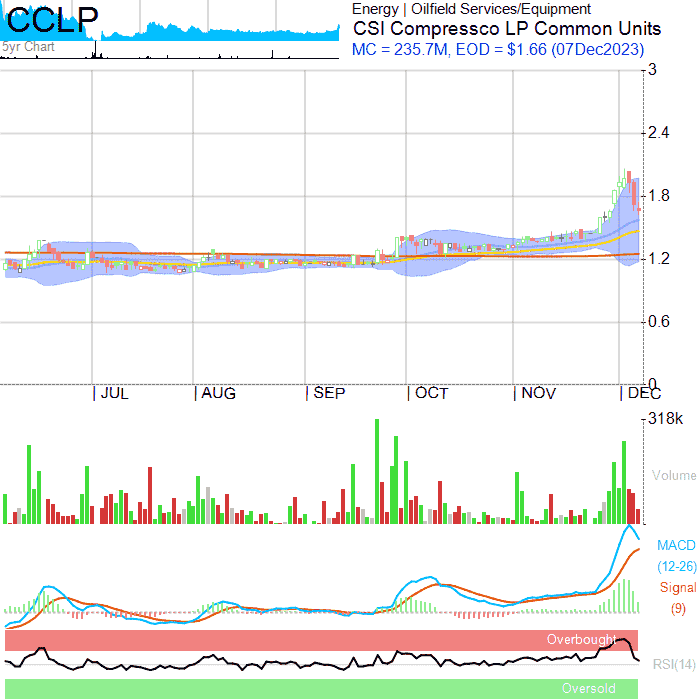 CCLP
5yr Chart
Energy | Oilfield Services/Equipment
CSI Compressco LP Common Units
MC = 235.7M, EOD = $1.66 (07Dec2023)
3
2.4
1.8
1.2
0.6
0
JUL
AUG
SEP
OCT
NOV
DEC
318k
Volume
MACD
(12-26)
Signal
(9)
Overbought
RSI(14)
Oversold